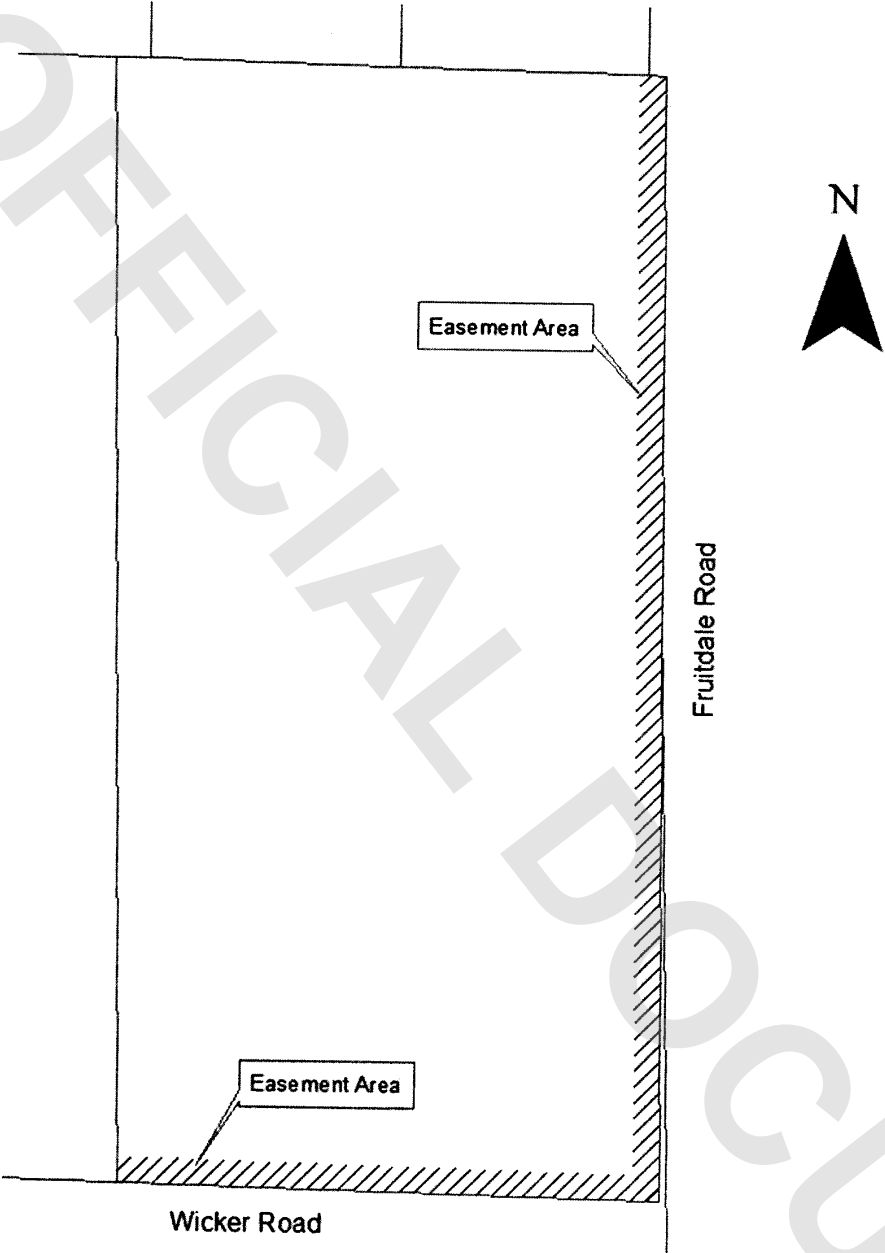 N
Easement Area
Fruitdale Road
Easement Area
Wicker Road
OFFICIAL DOCU